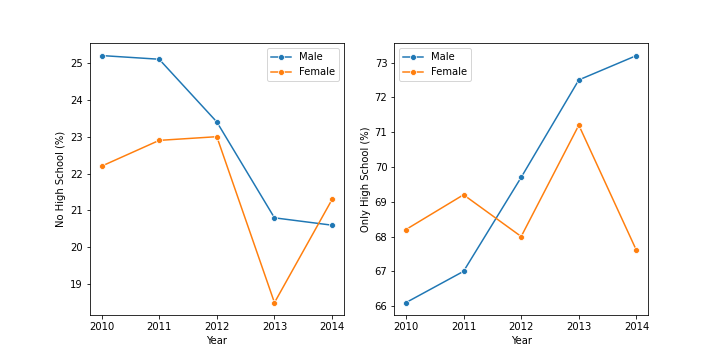 No High School (%)
25
24
23
22
21
20
19
2010 2011 2012 2013 2014
Year
Male
Female
Only High School (%)
73
72
71
70
69
68
67
66
2010 2011 2012 2013 2014
Year
Male
Female